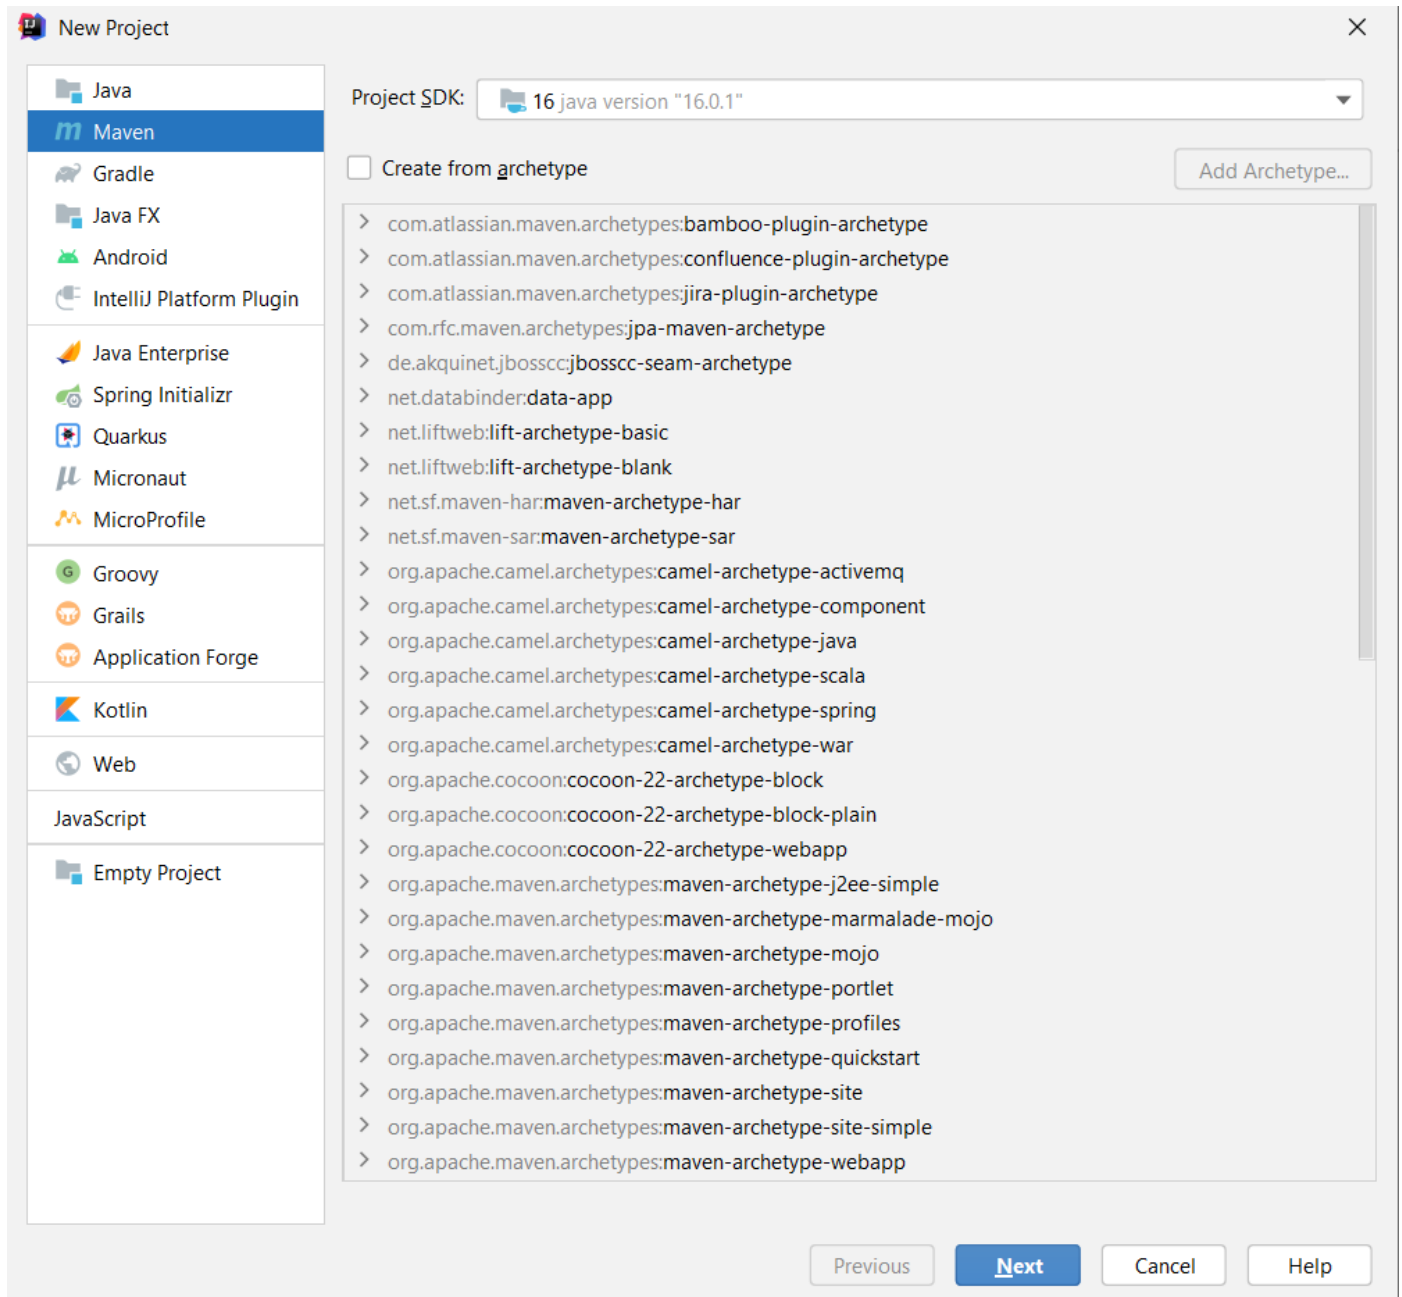 New Project
Java
Maven
Gradle
Java FX
Android
IntelliJ Platform Plugin
Java Enterprise
Spring Initializr
Quarkus
Micronaut
MicroProfile
Groovy
Grails
Application Forge
Kotlin
Web
JavaScript
Empty Project
Project SDK: 16 java version "16.0.1"
Create from archetype
Add Archetype...
com.atlassian.maven.archetypes:bamboo-plugin-archetype
com.atlassian.maven.archetypes:confluence-plugin-archetype
com.atlassian.maven.archetypes:jira-plugin-archetype
com.rfc.maven.archetypes:jpa-maven-archetype
de.akquinet.jbosscc:jbosscc-seam-archetype
net.databinder:data-app
net.liftweb:lift-archetype-basic
net.liftweb:lift-archetype-blank
net.sf.maven-har:maven-archetype-har
net.sf.maven-sar:maven-archetype-sar
org.apache.camel.archetypes:camel-archetype-activemq
org.apache.camel.archetypes:camel-archetype-component
org.apache.camel.archetypes:camel-archetype-java
org.apache.camel.archetypes:camel-archetype-scala
org.apache.camel.archetypes:camel-archetype-spring
org.apache.camel.archetypes:camel-archetype-war
org.apache.cocoon:cocoon-22-archetype-block
org.apache.cocoon:cocoon-22-archetype-block-plain
org.apache.cocoon:cocoon-22-archetype-webapp
org.apache.maven.archetypes:maven-archetype-j2ee-simple
org.apache.maven.archetypes:maven-archetype-marmalade-mojo
org.apache.maven.archetypes:maven-archetype-mojo
org.apache.maven.archetypes:maven-archetype-portlet
org.apache.maven.archetypes:maven-archetype-profiles
org.apache.maven.archetypes:maven-archetype-quickstart
org.apache.maven.archetypes:maven-archetype-site
org.apache.maven.archetypes:maven-archetype-site-simple
org.apache.maven.archetypes:maven-archetype-webapp
Previous
Next
Cancel
Help